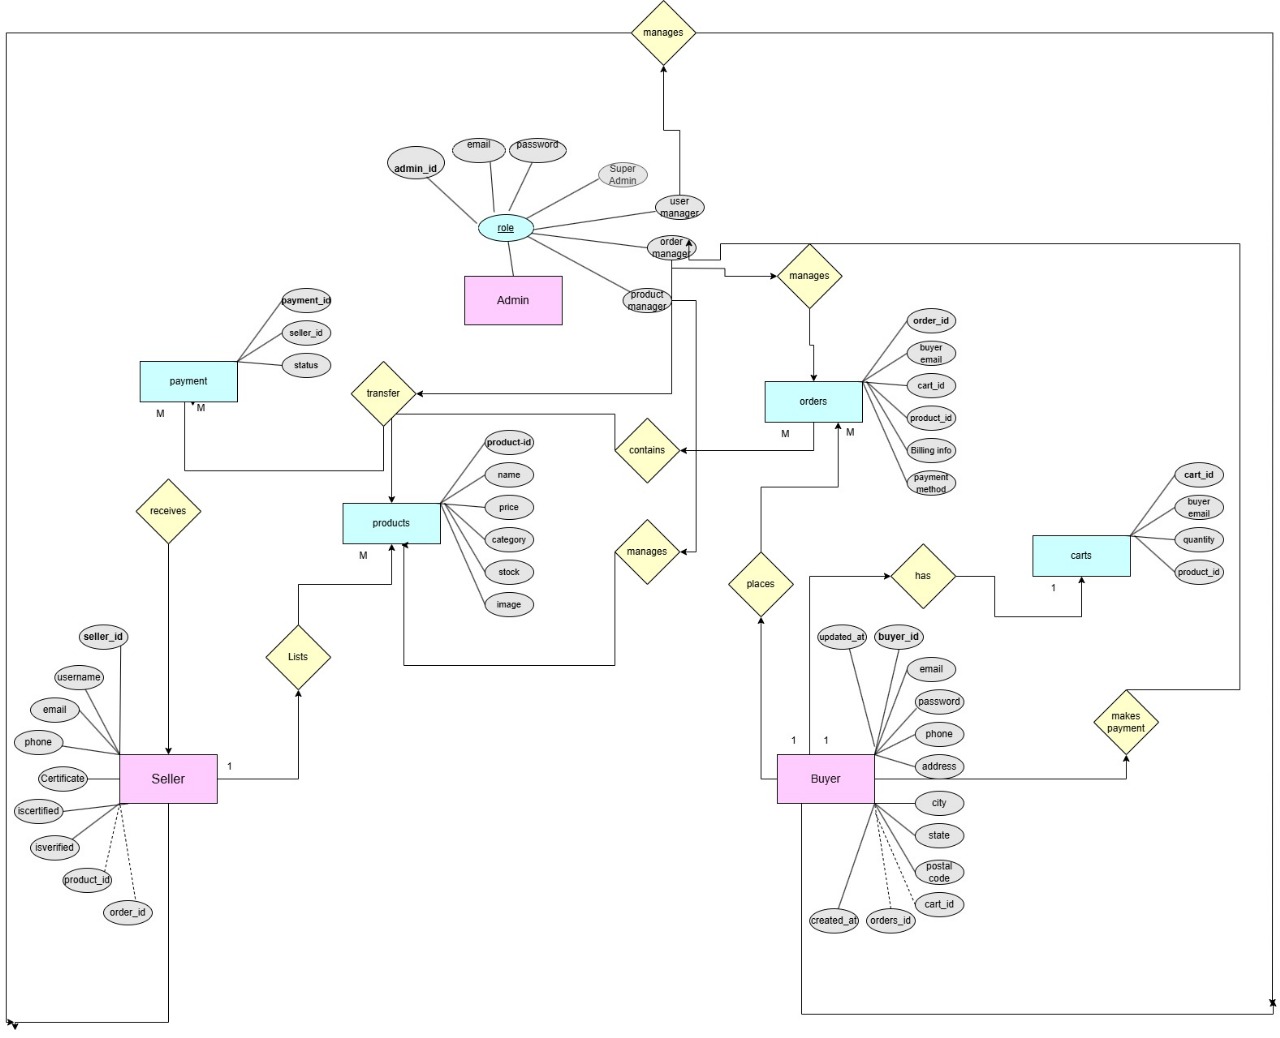 manages
email
password
admin_id
Super
Admin
user
manager
role
order
manager
manages
Admin
product
manager
payment_id
seller_id
status
payment
M
M
transfer
order_id
buyer
email
cart_id
product_id
Billing info
payment
method
orders
M
M
contains
product-id
name
price
category
stock
image
products
M
receives
manages
places
has
cart_id
buyer
email
quantity
product_id
carts
1
Lists
seller_id
username
email
phone
Certificate
iscertified
isverified
product_id
order_id
Seller
1
updated_at
buyer_id
email
password
phone
address
city
state
postal
code
cart_id
orders_id
created_at
1
1
Buyer
makes
payment